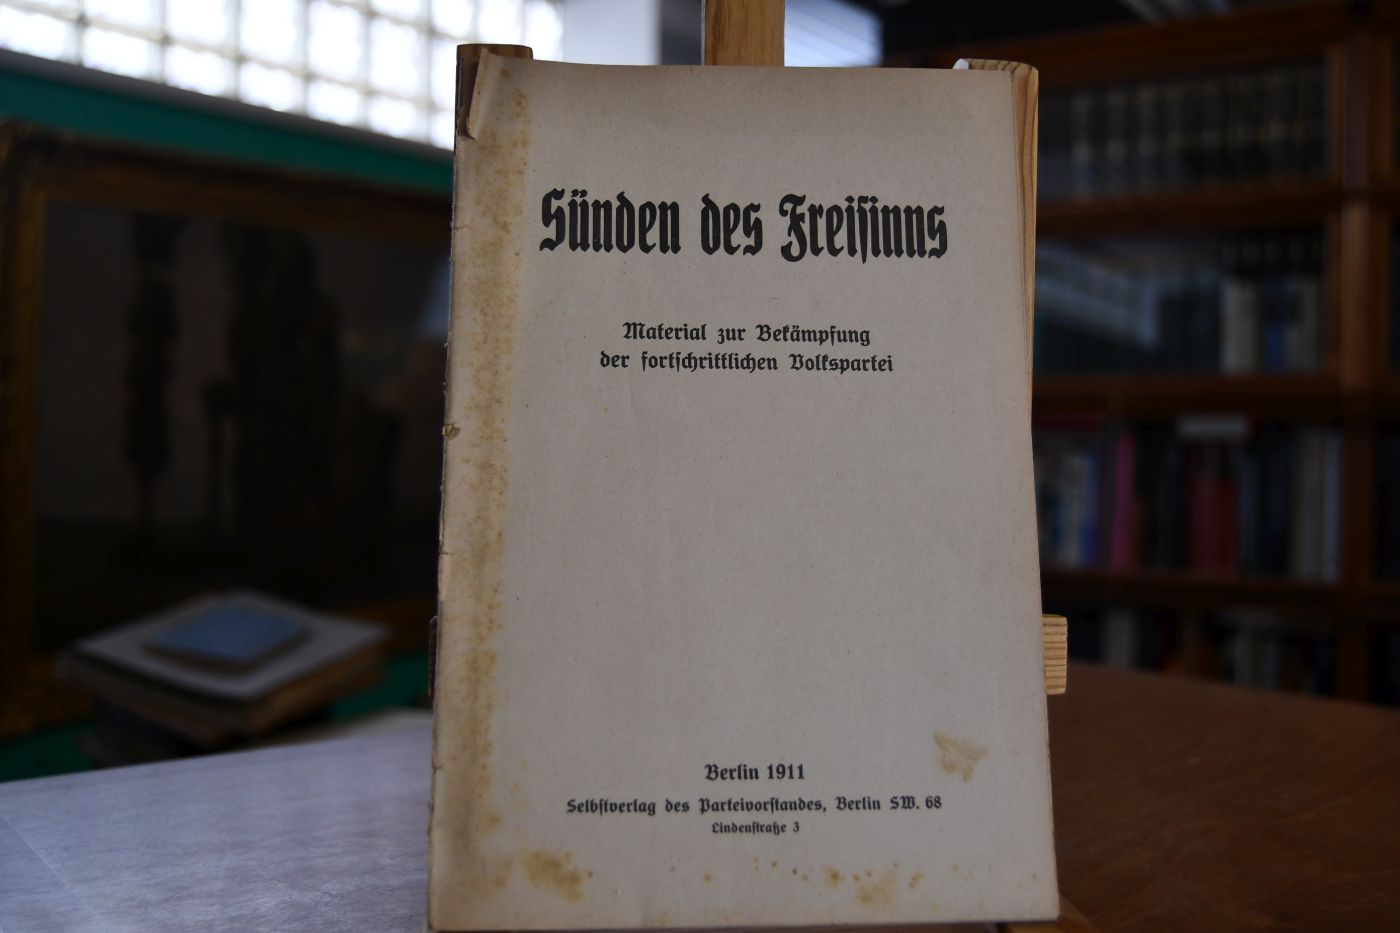 Sünden des Freisinns
Material zur Bekämpfung
der fortschrittlichen Volkspartei
Berlin 1911
Selbstverlag des Parteivorstandes, Berlin SW. 68
Lindenstraße 3